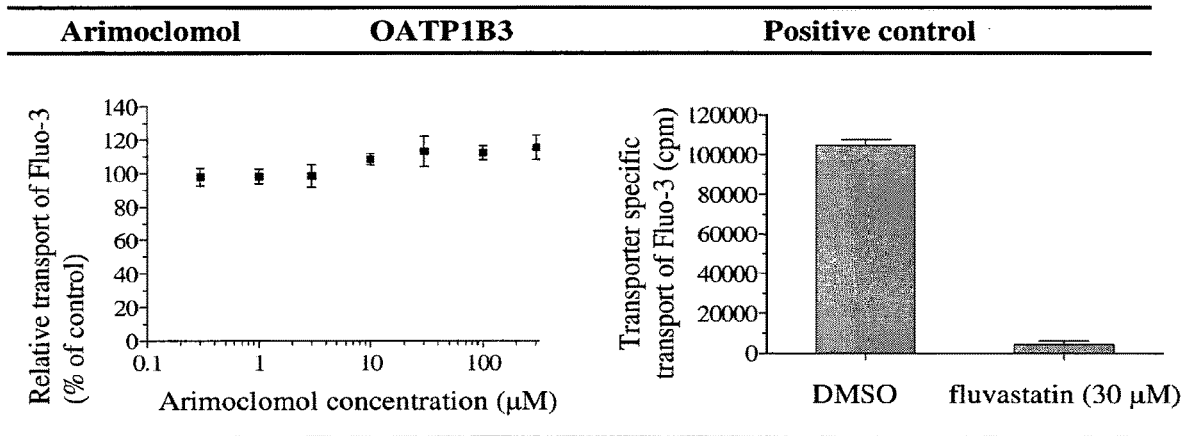 Arimoclomol OATP1B3 Positive control
Relative transport of Fluo-3
(% of control)
140
120
100
80
60
40
20
0
0.1 1 10 100
Arimoclomol concentration (μM)
Transporter specific
transport of Fluo-3 (cpm)
120000
100000
80000
60000
40000
20000
0
DMSO fluvastatin (30 μM)